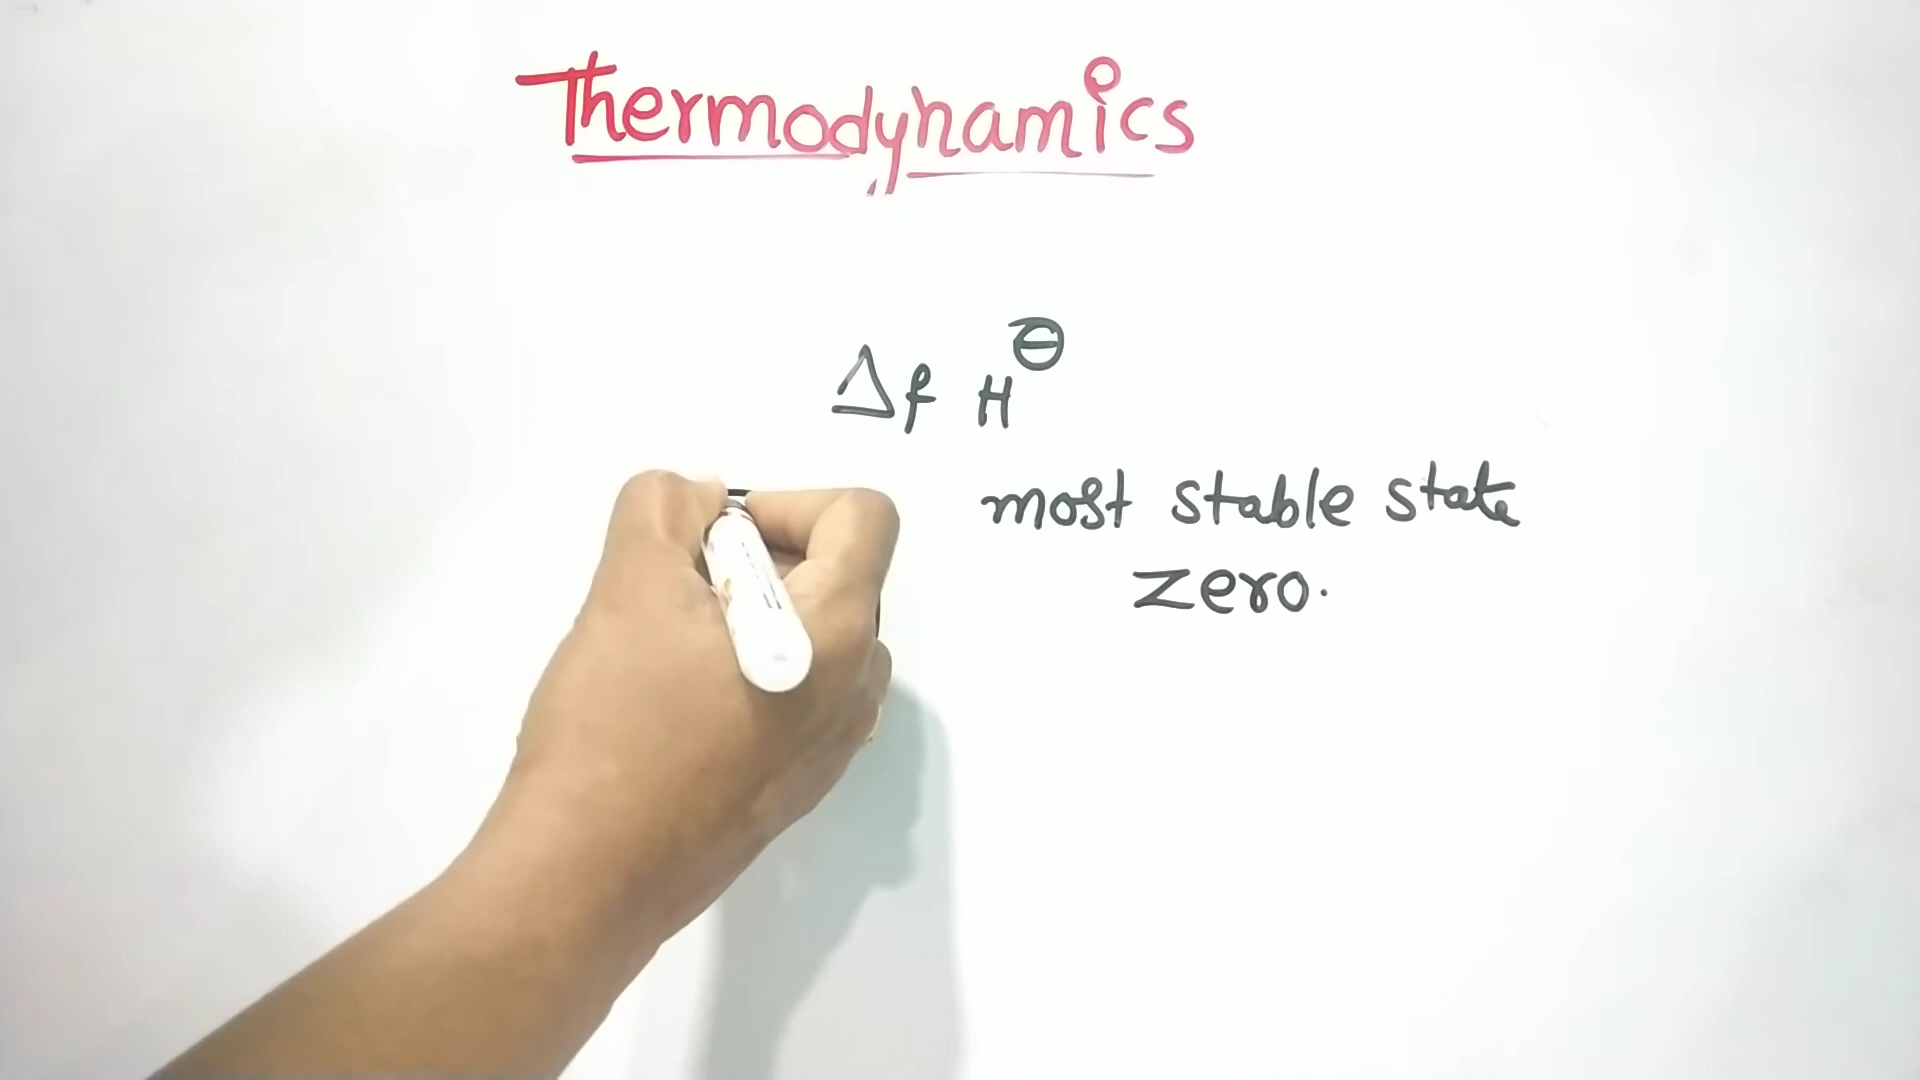 Thermodynamics
Δf H⊖
most stable state
zero.